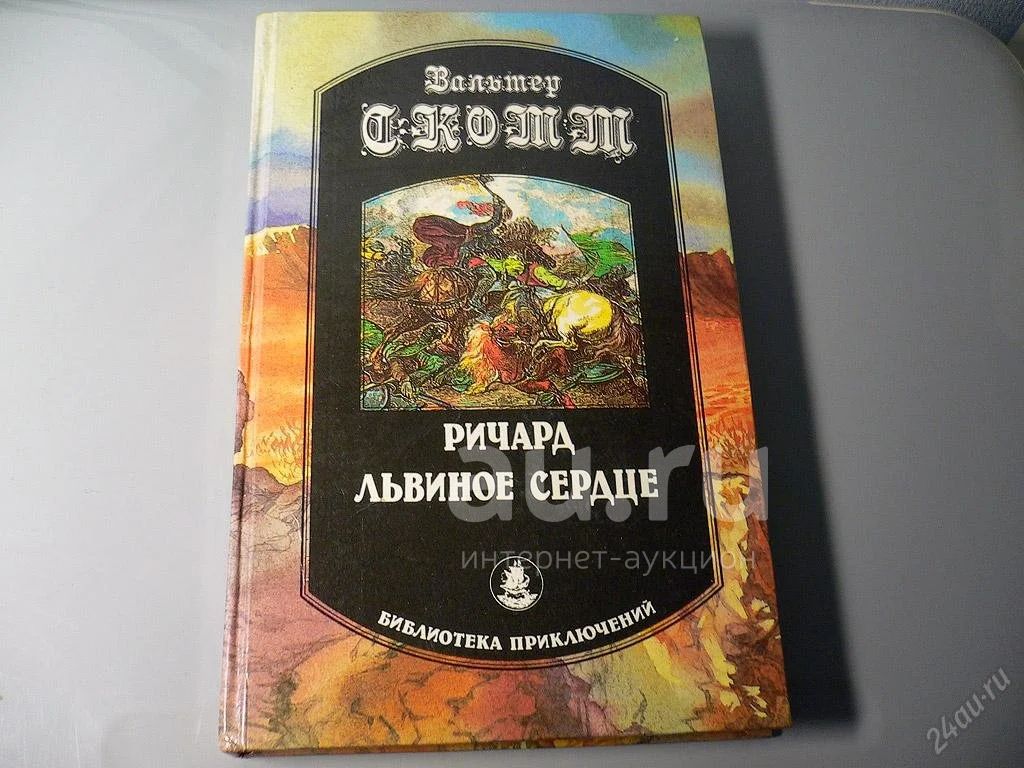 Вальтер
СКОТТ
РИЧАРД
ЛЬВИНОЕ СЕРДЦЕ
au.ru
интернет-аукцион
БИБЛИОТЕКА ПРИКЛЮЧЕНИЙ
24au.ru